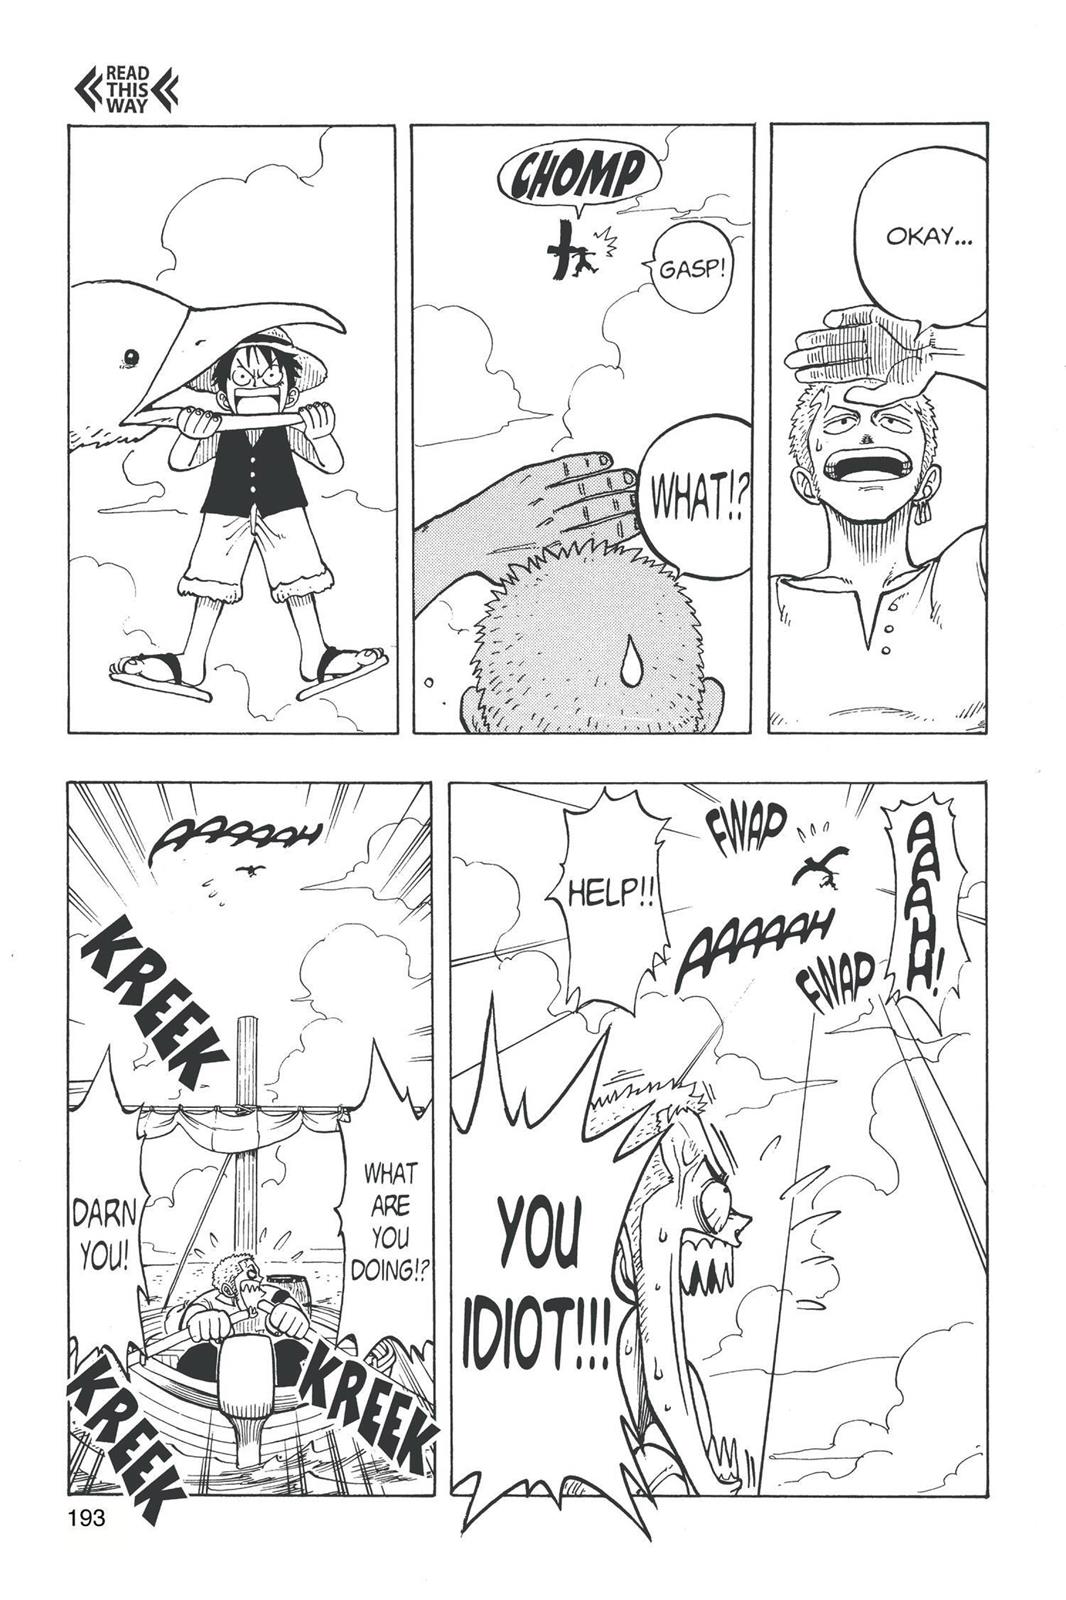 READ
THIS
WAY
OKAY...
CHOMP
GASP!
WHAT!?
AAAH!
FWAP
AAAAAH
FWAP
HELP!!
YOU
IDIOT!!!
AAAAAH
KREEK
WHAT
ARE
YOU
DOING!?
DARN
YOU!
KREEK
KREEK
193